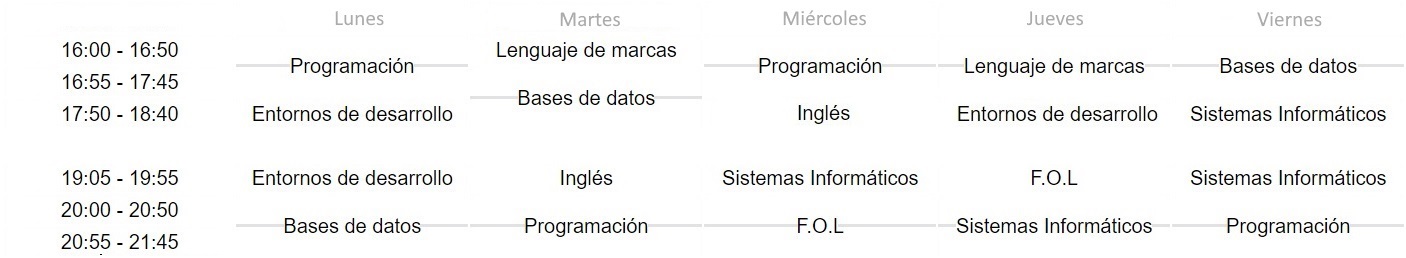 Lunes Martes Miércoles Jueves Viernes
16:00 - 16:50 Lenguaje de marcas
Programación Programación Lenguaje de marcas Bases de datos
16:55 - 17:45
Bases de datos
17:50 - 18:40 Entornos de desarrollo Inglés Entornos de desarrollo Sistemas Informáticos
19:05 - 19:55 Entornos de desarrollo Inglés Sistemas Informáticos F.O.L Sistemas Informáticos
20:00 - 20:50
Bases de datos Programación F.O.L Sistemas Informáticos Programación
20:55 - 21:45